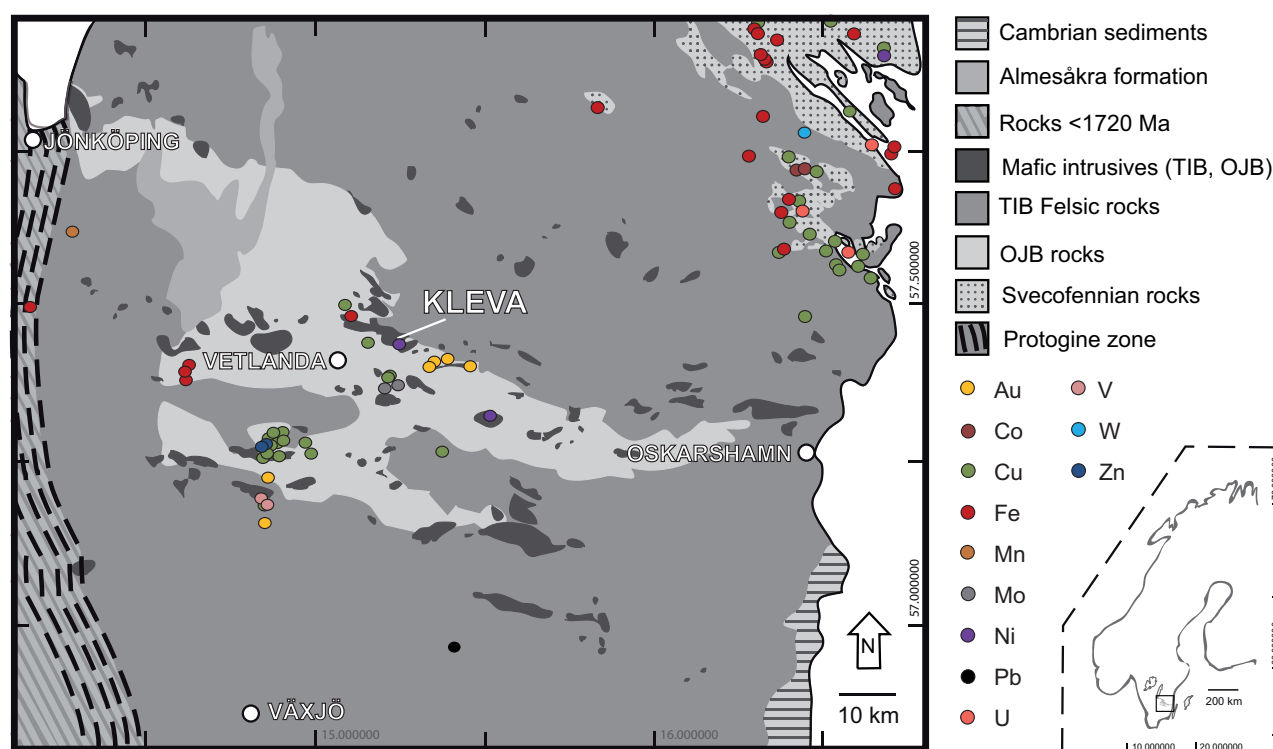 JÖNKÖPING
KLEVA
VETLANDA
OSKARSHAMN
VÄXJÖ
57.500000
57.000000
15.000000
16.000000
N
10 km
Cambrian sediments
Almesåkra formation
Rocks <1720 Ma
Mafic intrusives (TIB, OJB)
TIB Felsic rocks
OJB rocks
Svecofennian rocks
Protogine zone
Au
Co
Cu
Fe
Mn
Mo
Ni
Pb
U
V
W
Zn
200 km
10.000000
20.000000